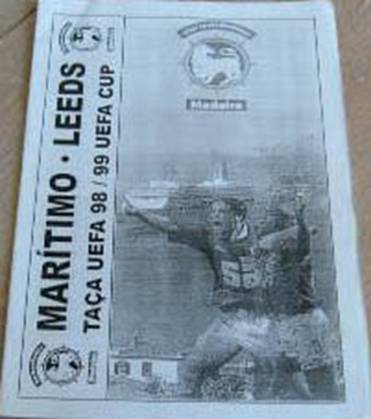 MARÍTIMO · LEEDS
TAÇA UEFA 98 / 99 UEFA CUP
Madeira